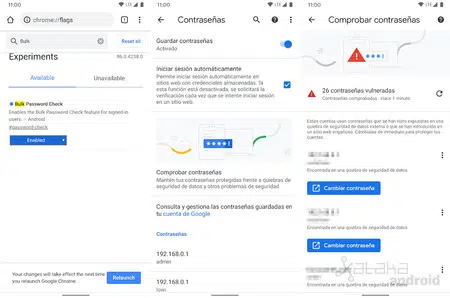 11:00
chrome://flags
Bulk
Reset all
Experiments
86.0.4238.0
Available
Unavailable
Bulk Password Check
Enables the Bulk Password Check feature for signed-in
users. – Android
#password-check
Enabled
Your changes will take effect the next time
you relaunch Google Chrome.
Relaunch
11:00
Contraseñas
Guardar contraseñas
Activado
Iniciar sesión automáticamente
Permite iniciar sesión automáticamente en
sitios web con credenciales almacenadas. Si
esta función está desactivada, se solicitará la
verificación cada vez que se intente iniciar sesión
en un sitio web.
Comprobar contraseñas
Mantén tus contraseñas protegidas frente a quiebras
de seguridad de datos y otros problemas de seguridad.
Consulta y gestiona las contraseñas guardadas en
tu cuenta de Google
Contraseñas
192.168.0.1
admin
192.168.0.1
11:00
Comprobar contraseñas
26 contraseñas vulneradas
Contraseñas comprobadas · Hace 1 minuto
Estas cuentas usan contraseñas que se han visto expuestas en una
quiebra de seguridad de datos externa o que se han introducido en
un sitio web engañoso. Cámbialas de inmediato para proteger tus
cuentas.
Encontrada en una quiebra de seguridad de datos
Cambiar contraseña
Encontrada en una quiebra de seguridad de datos
Cambiar contraseña
Encontrada en una quiebra de seguridad de datos
Xataka
android